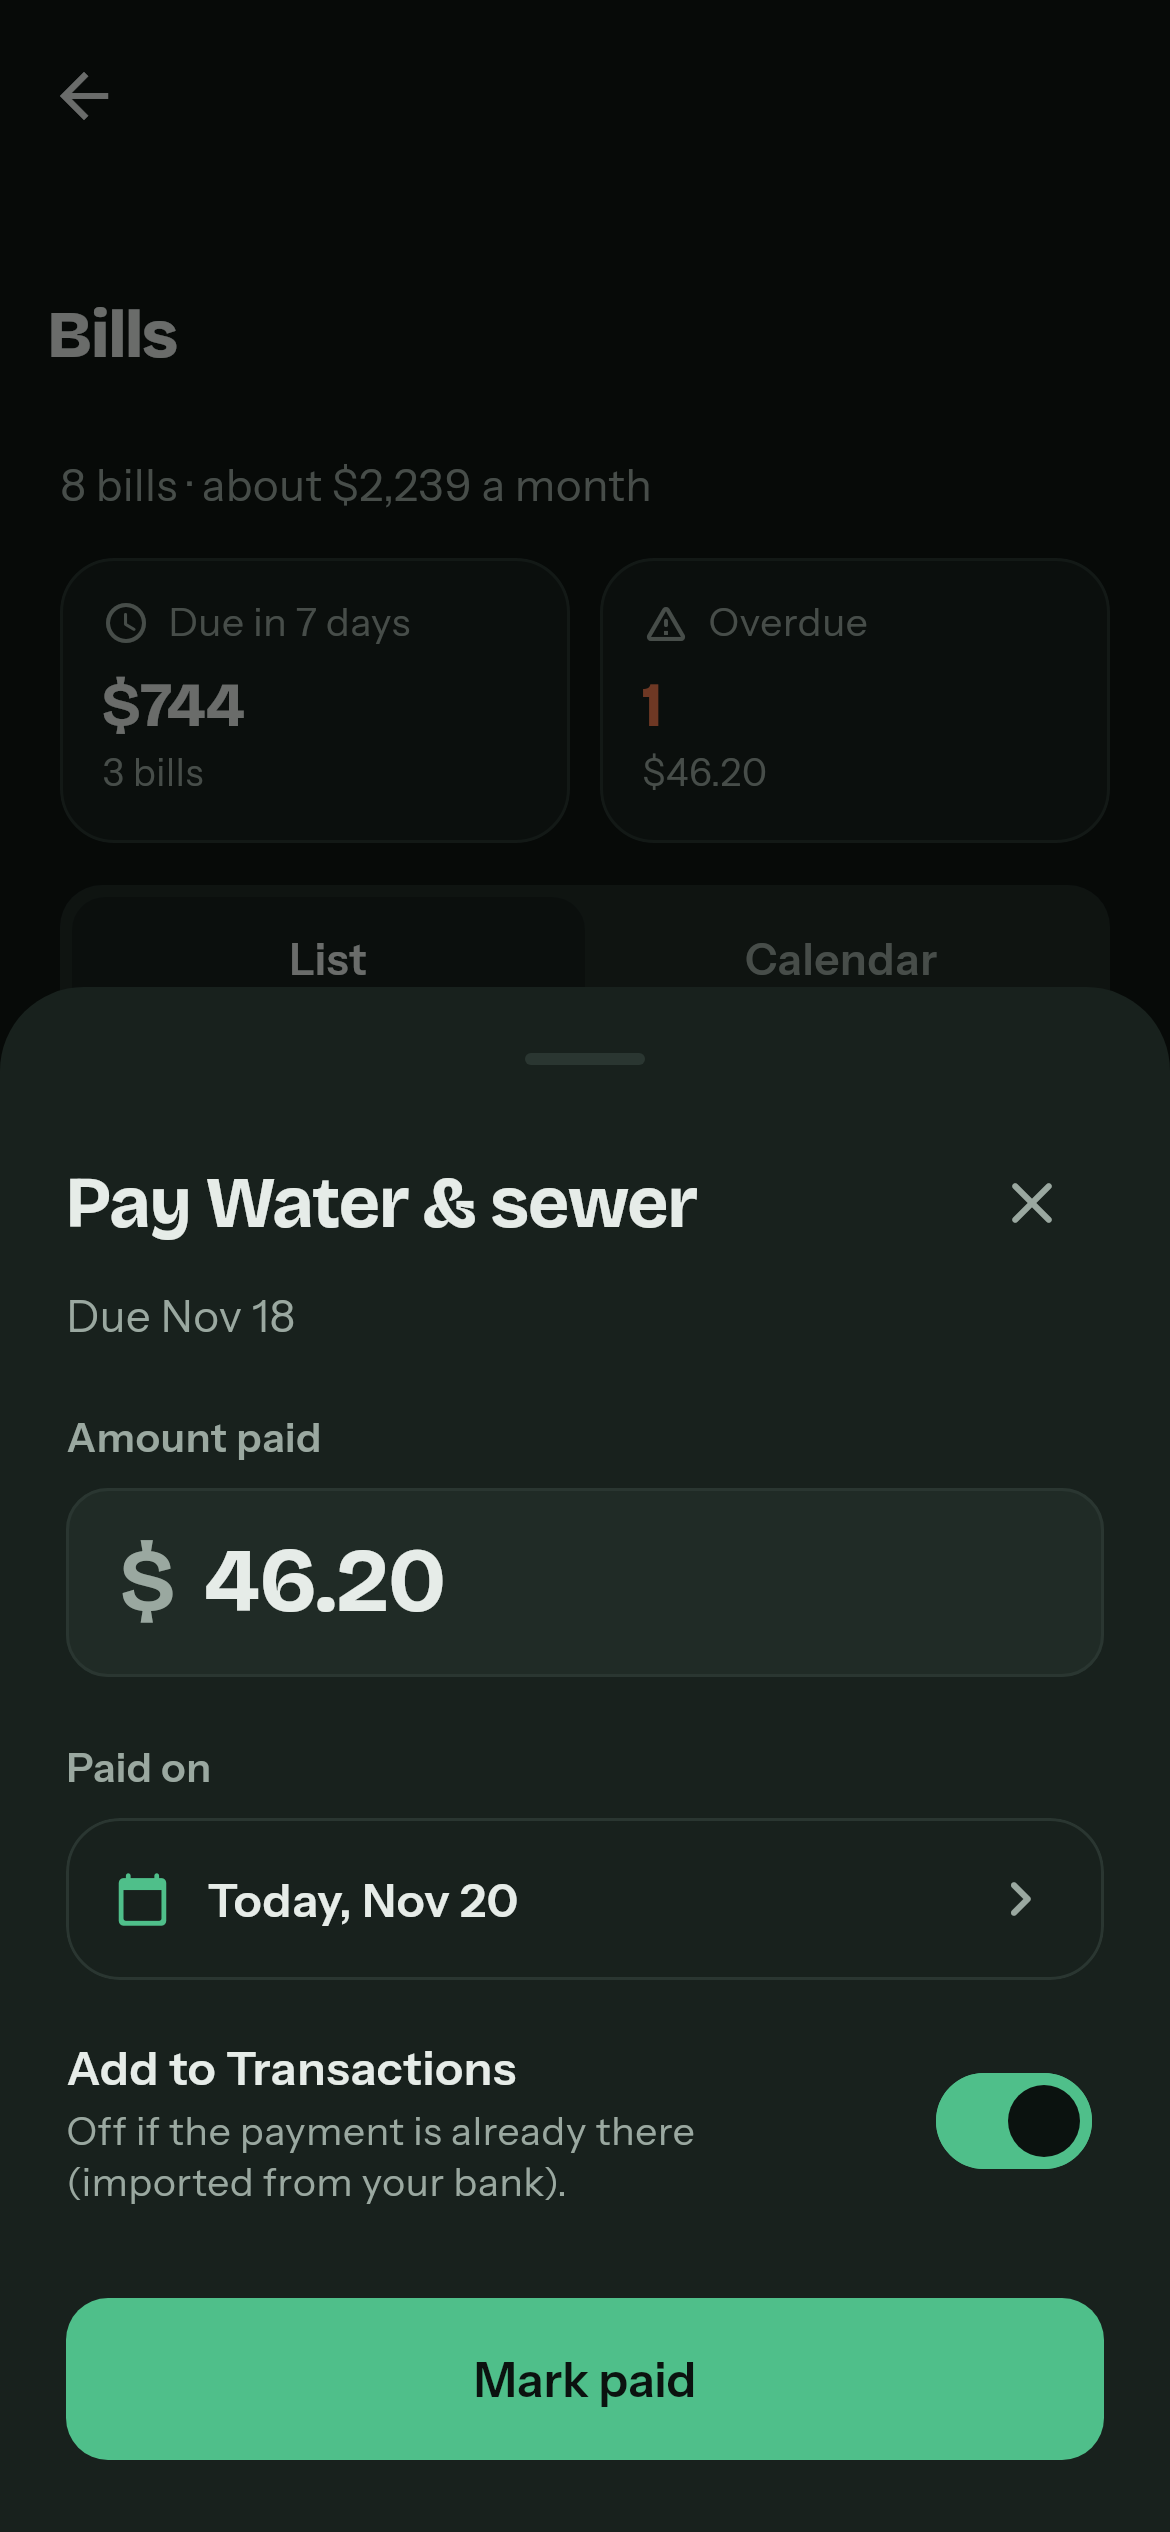 Bills
8 bills · about $2,239 a month
Due in 7 days
$744
3 bills
Overdue
1
$46.20
List
Calendar
Pay Water & sewer
Due Nov 18
Amount paid
$ 46.20
Paid on
Today, Nov 20
Add to Transactions
Off if the payment is already there
(imported from your bank).
Mark paid